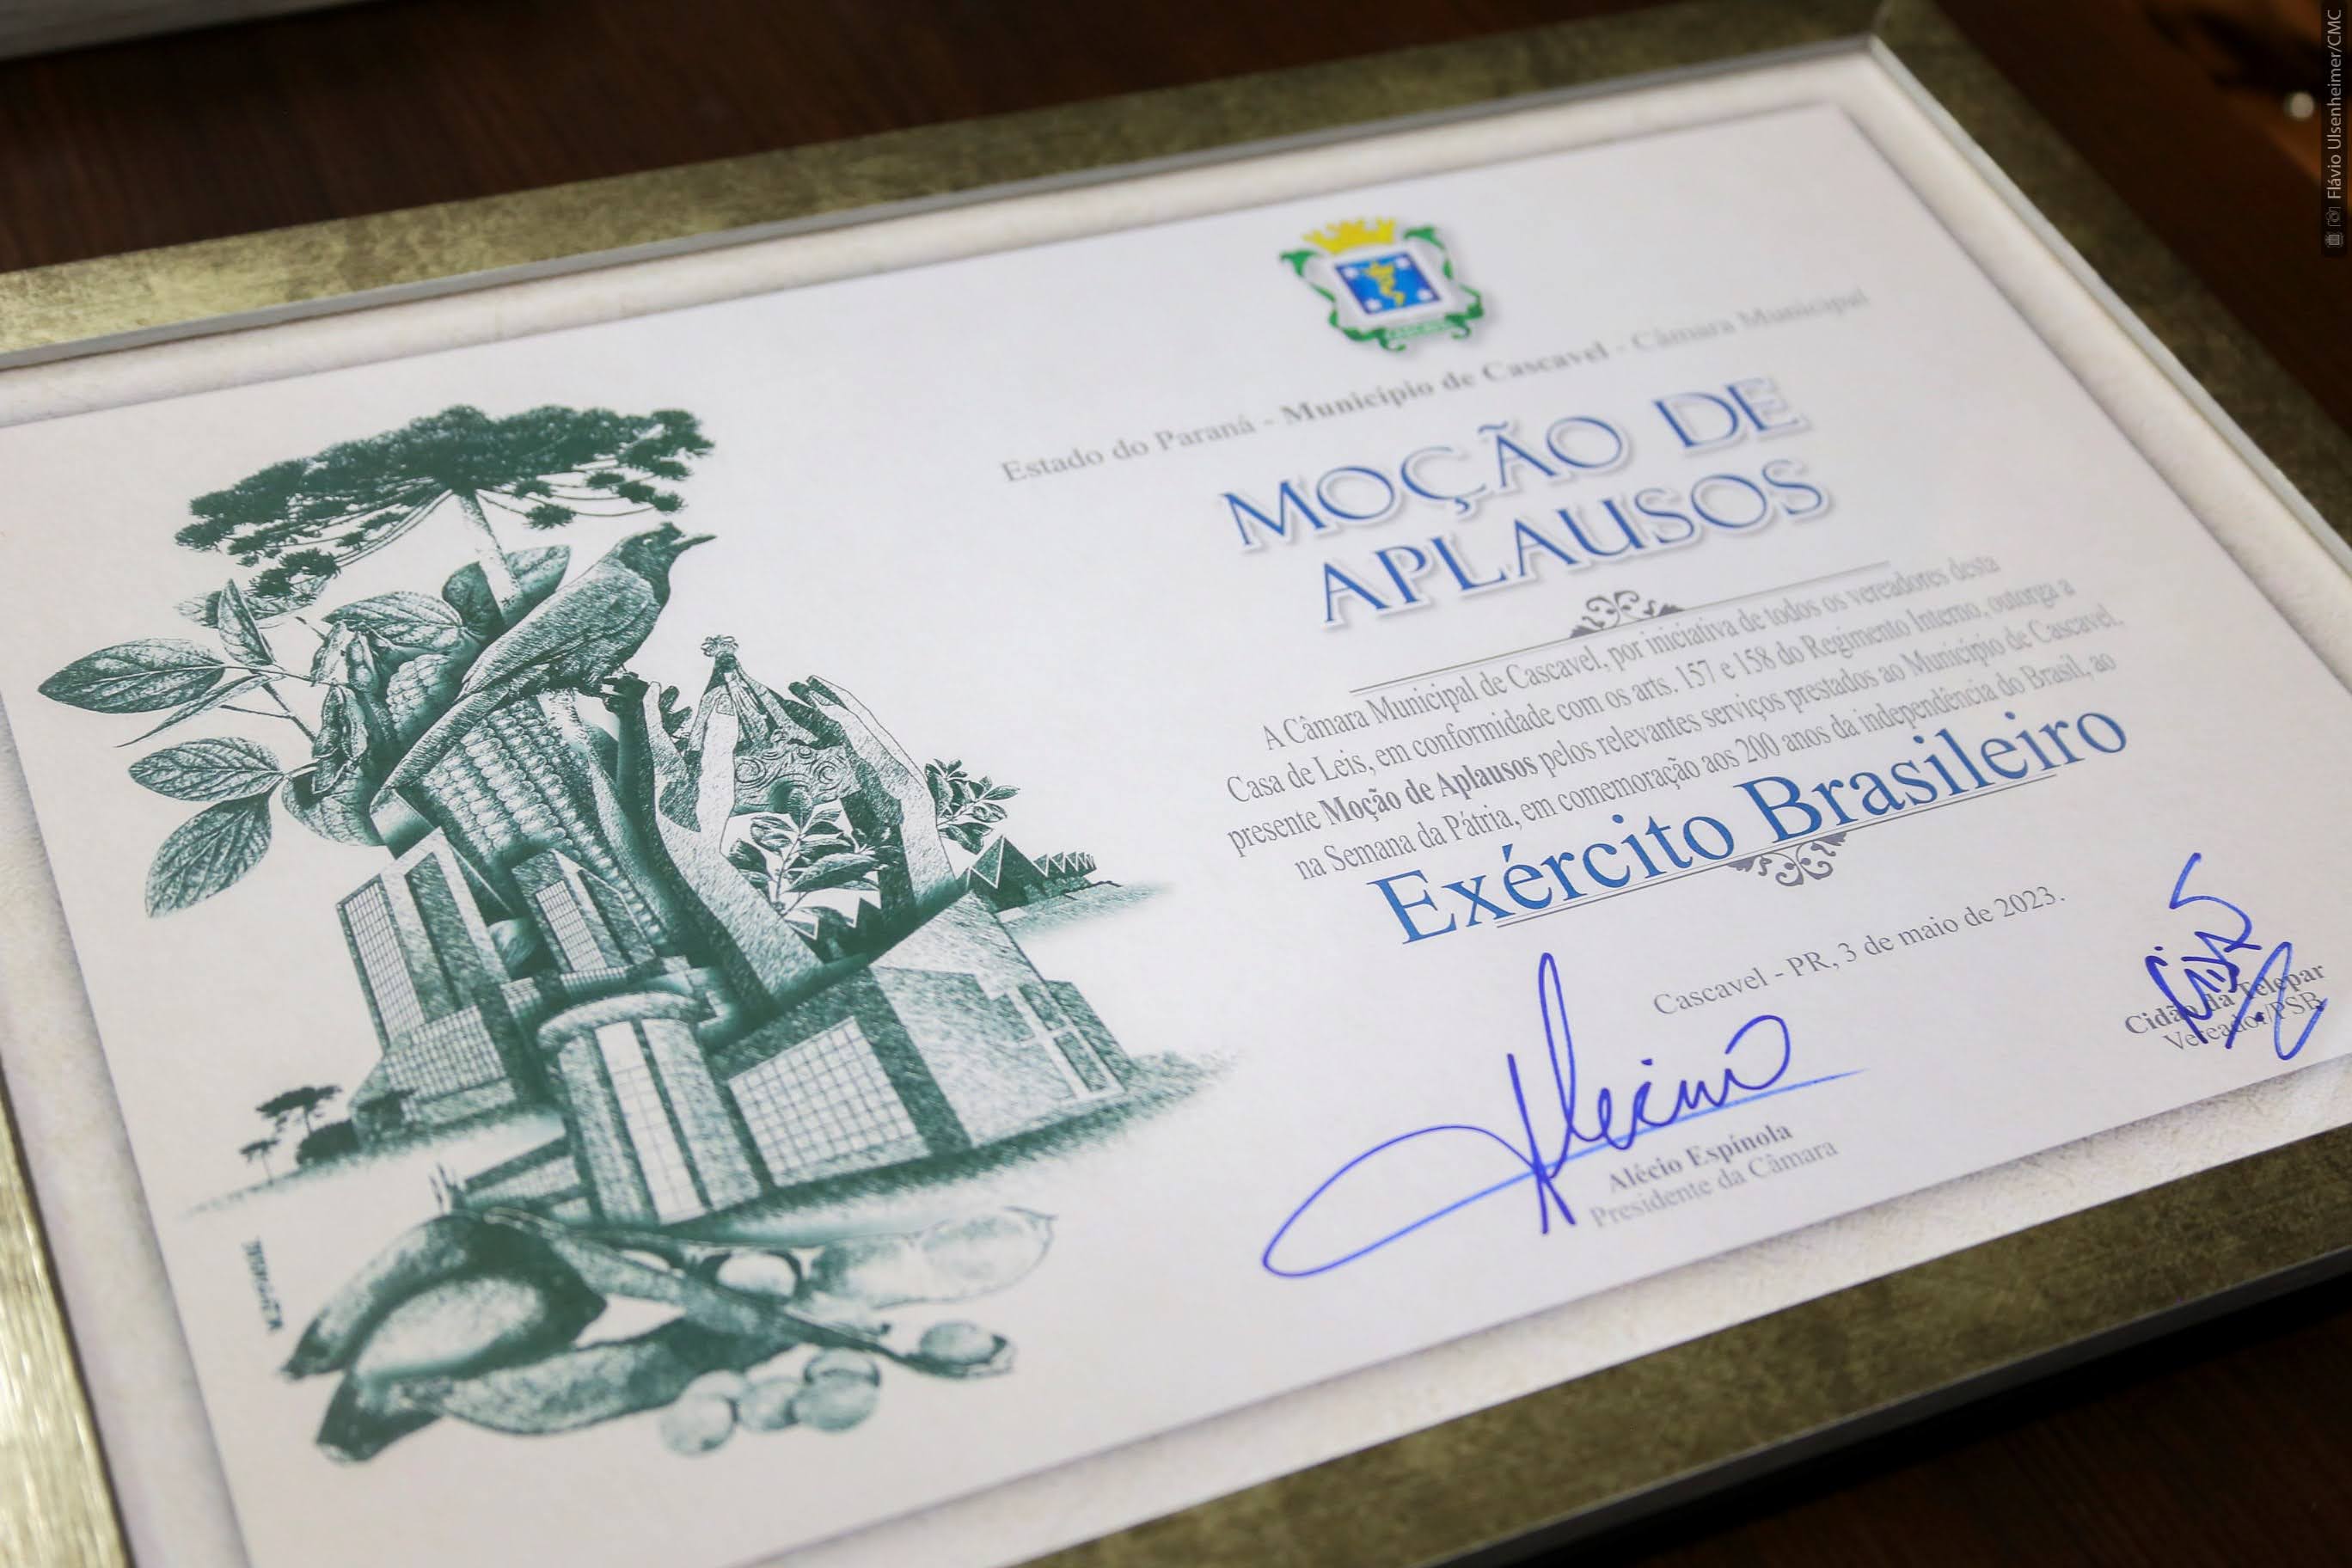 Flávio Ulsenheimer/CMC
Estado do Paraná - Município de Cascavel - Câmara Municipal
MOÇÃO DE
APLAUSOS
A Câmara Municipal de Cascavel, por iniciativa de todos os vereadores desta
Casa de Leis, em conformidade com os arts. 157 e 158 do Regimento Interno, outorga a
presente Moção de Aplausos pelos relevantes serviços prestados ao Município de Cascavel,
na Semana da Pátria, em comemoração aos 200 anos da independência do Brasil, ao
Exército Brasileiro
Cascavel - PR, 3 de maio de 2023.
Alécio
Alécio Espínola
Presidente da Câmara
Cidão da Telepar
Vereador/PSB